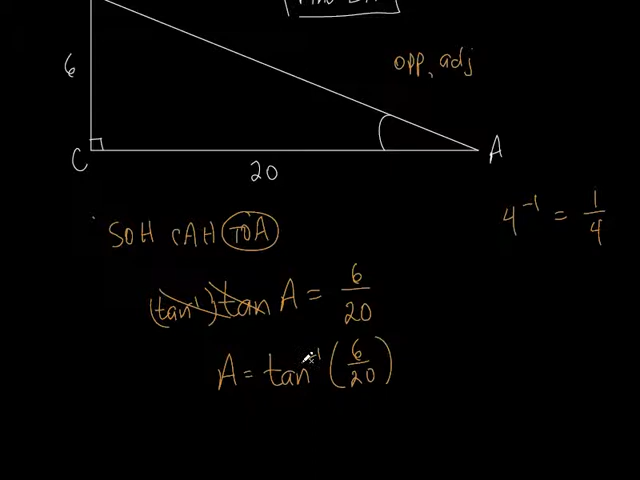 6
opp, adj
C
A
20
4⁻¹ = 1/4
SOH CAH TOA
(tan⁻¹) tan A = 6/20
A = tan⁻¹ (6/20)